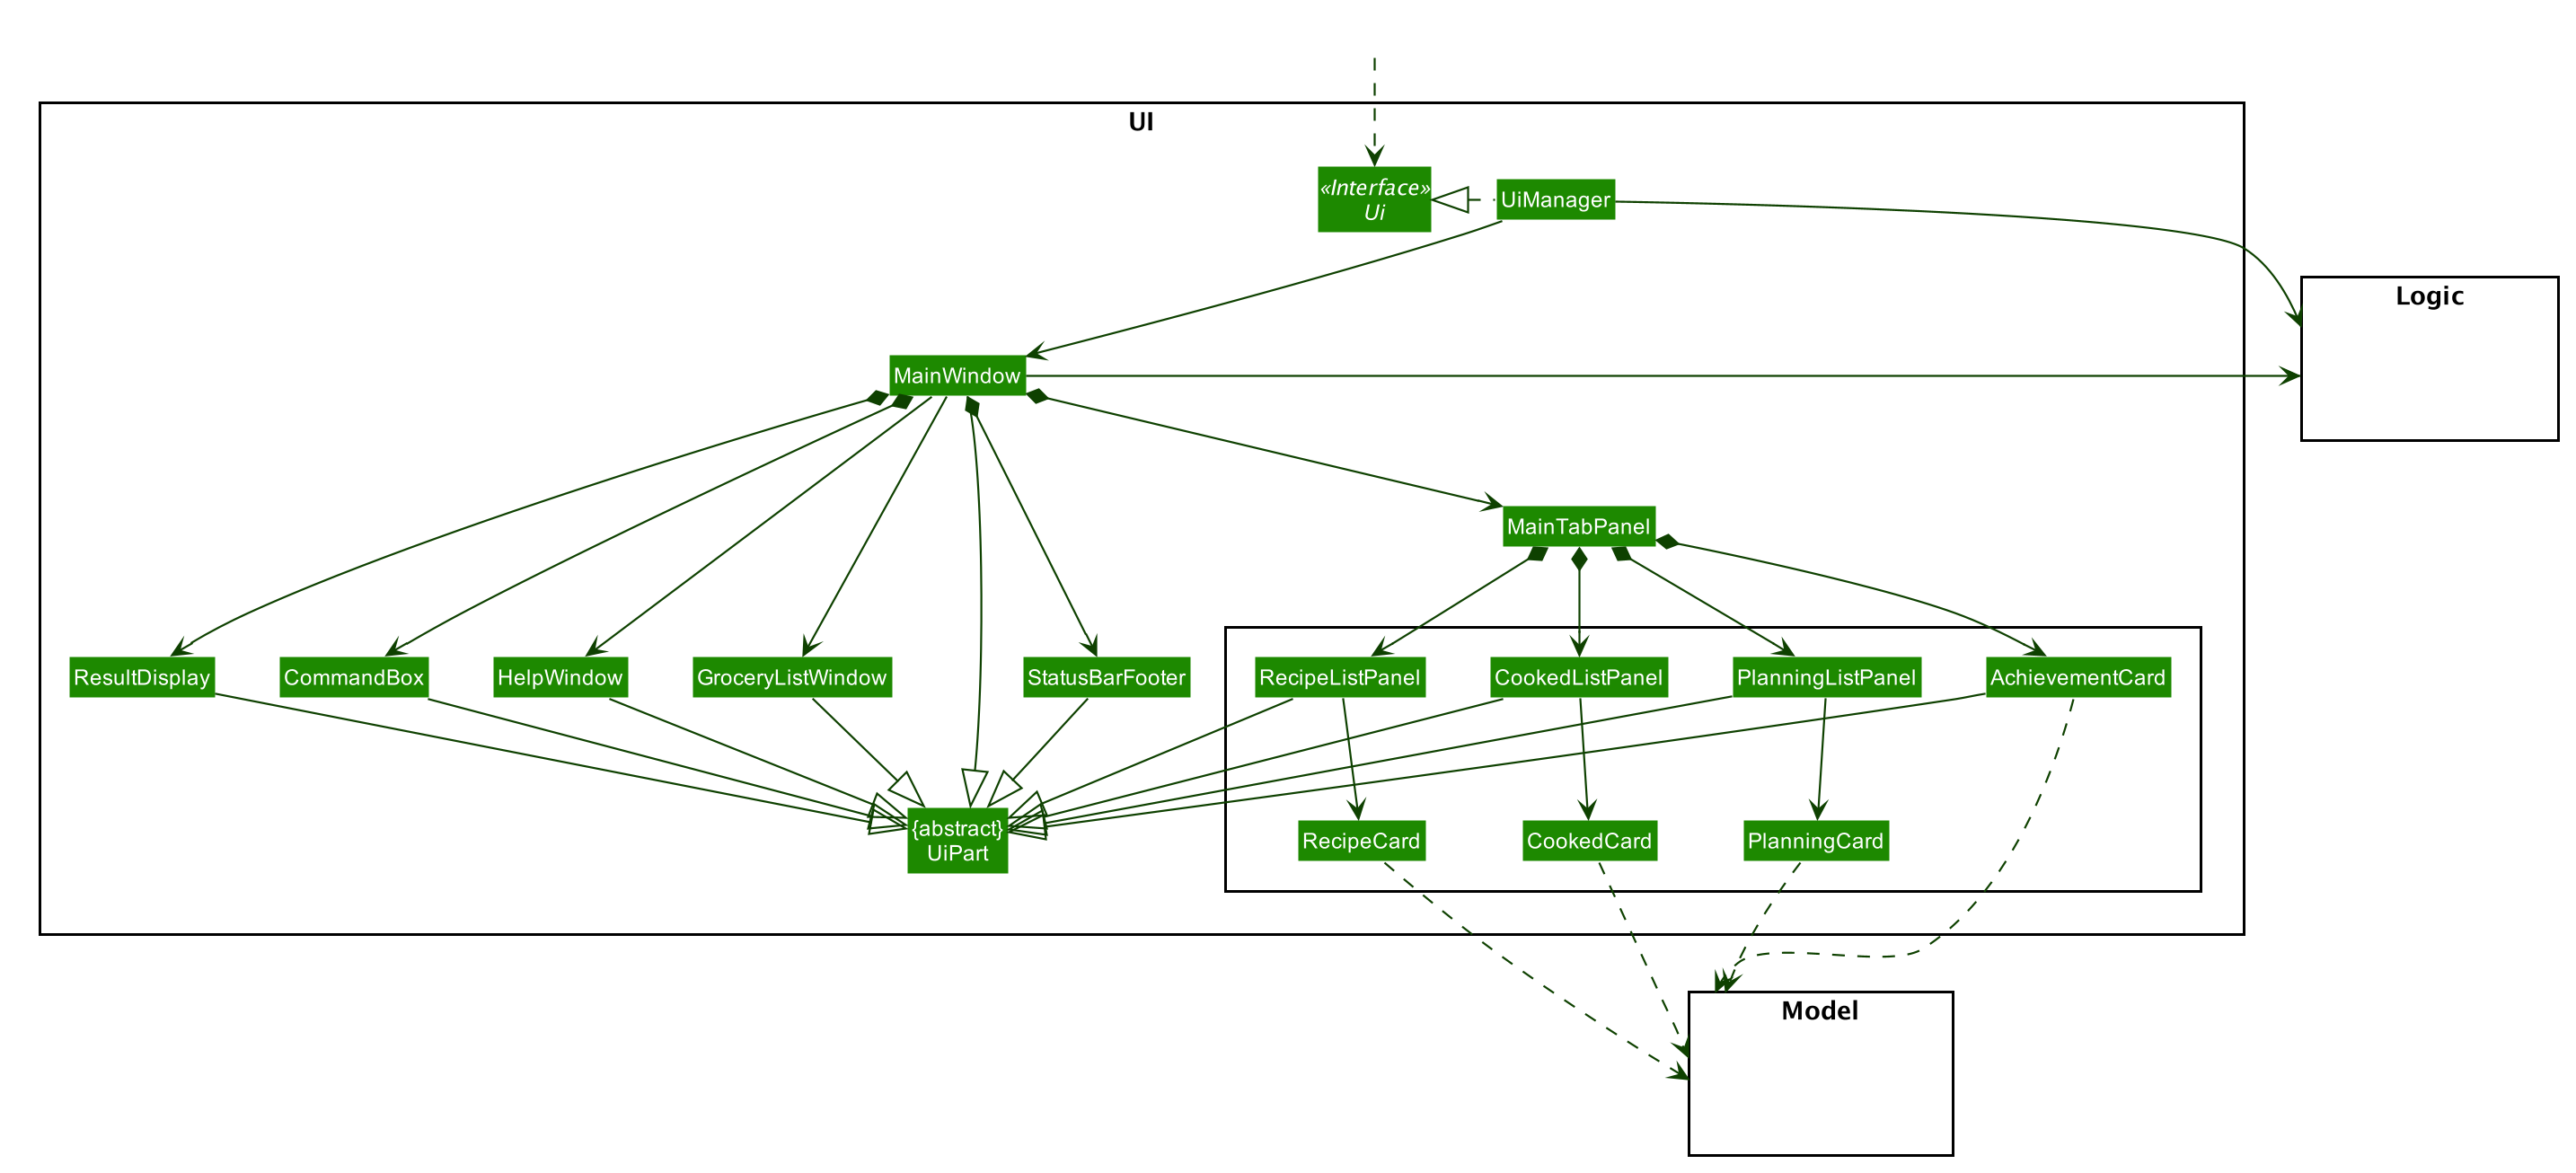 UI
«Interface»
Ui
UiManager
Logic
MainWindow
MainTabPanel
ResultDisplay
CommandBox
HelpWindow
GroceryListWindow
StatusBarFooter
RecipeListPanel
CookedListPanel
PlanningListPanel
AchievementCard
{abstract}
UiPart
RecipeCard
CookedCard
PlanningCard
Model